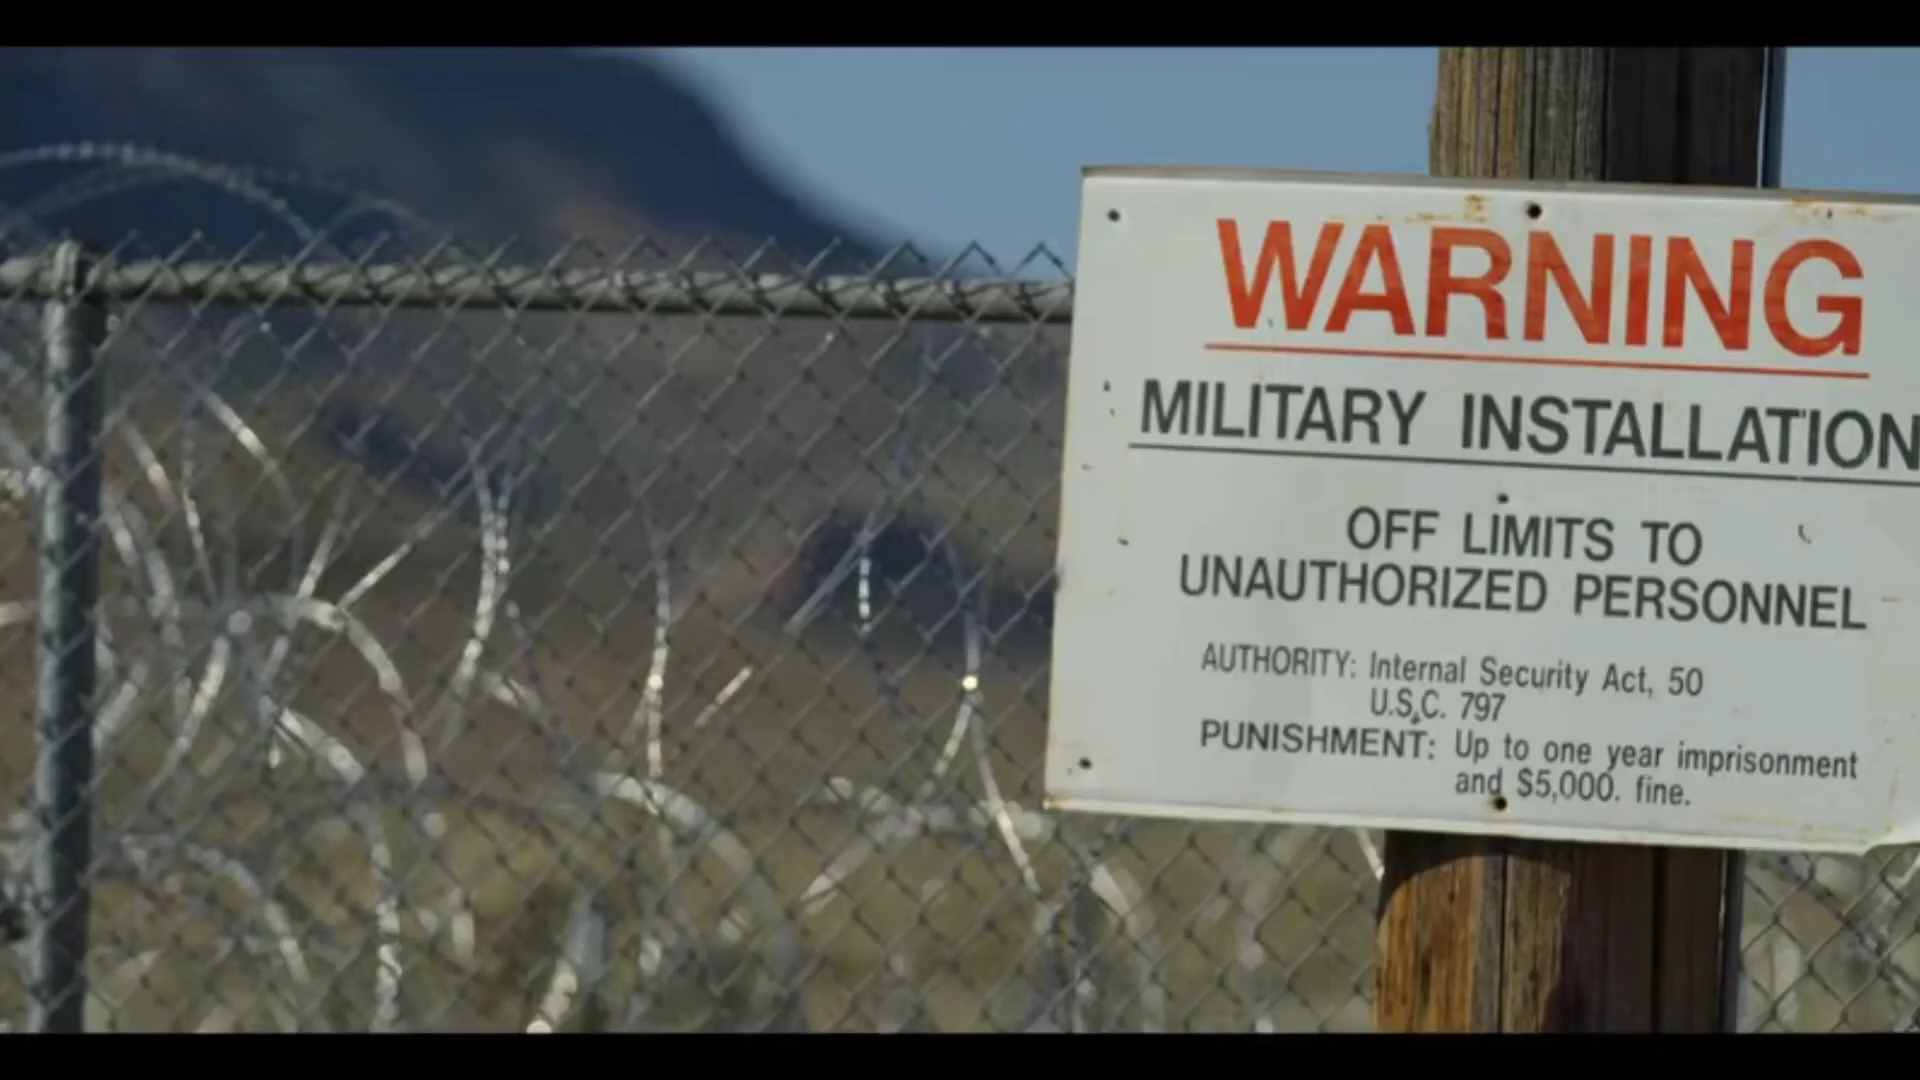 WARNING
MILITARY INSTALLATION
OFF LIMITS TO
UNAUTHORIZED PERSONNEL
AUTHORITY: Internal Security Act, 50
U.S.C. 797
PUNISHMENT: Up to one year imprisonment
and $5,000. fine.